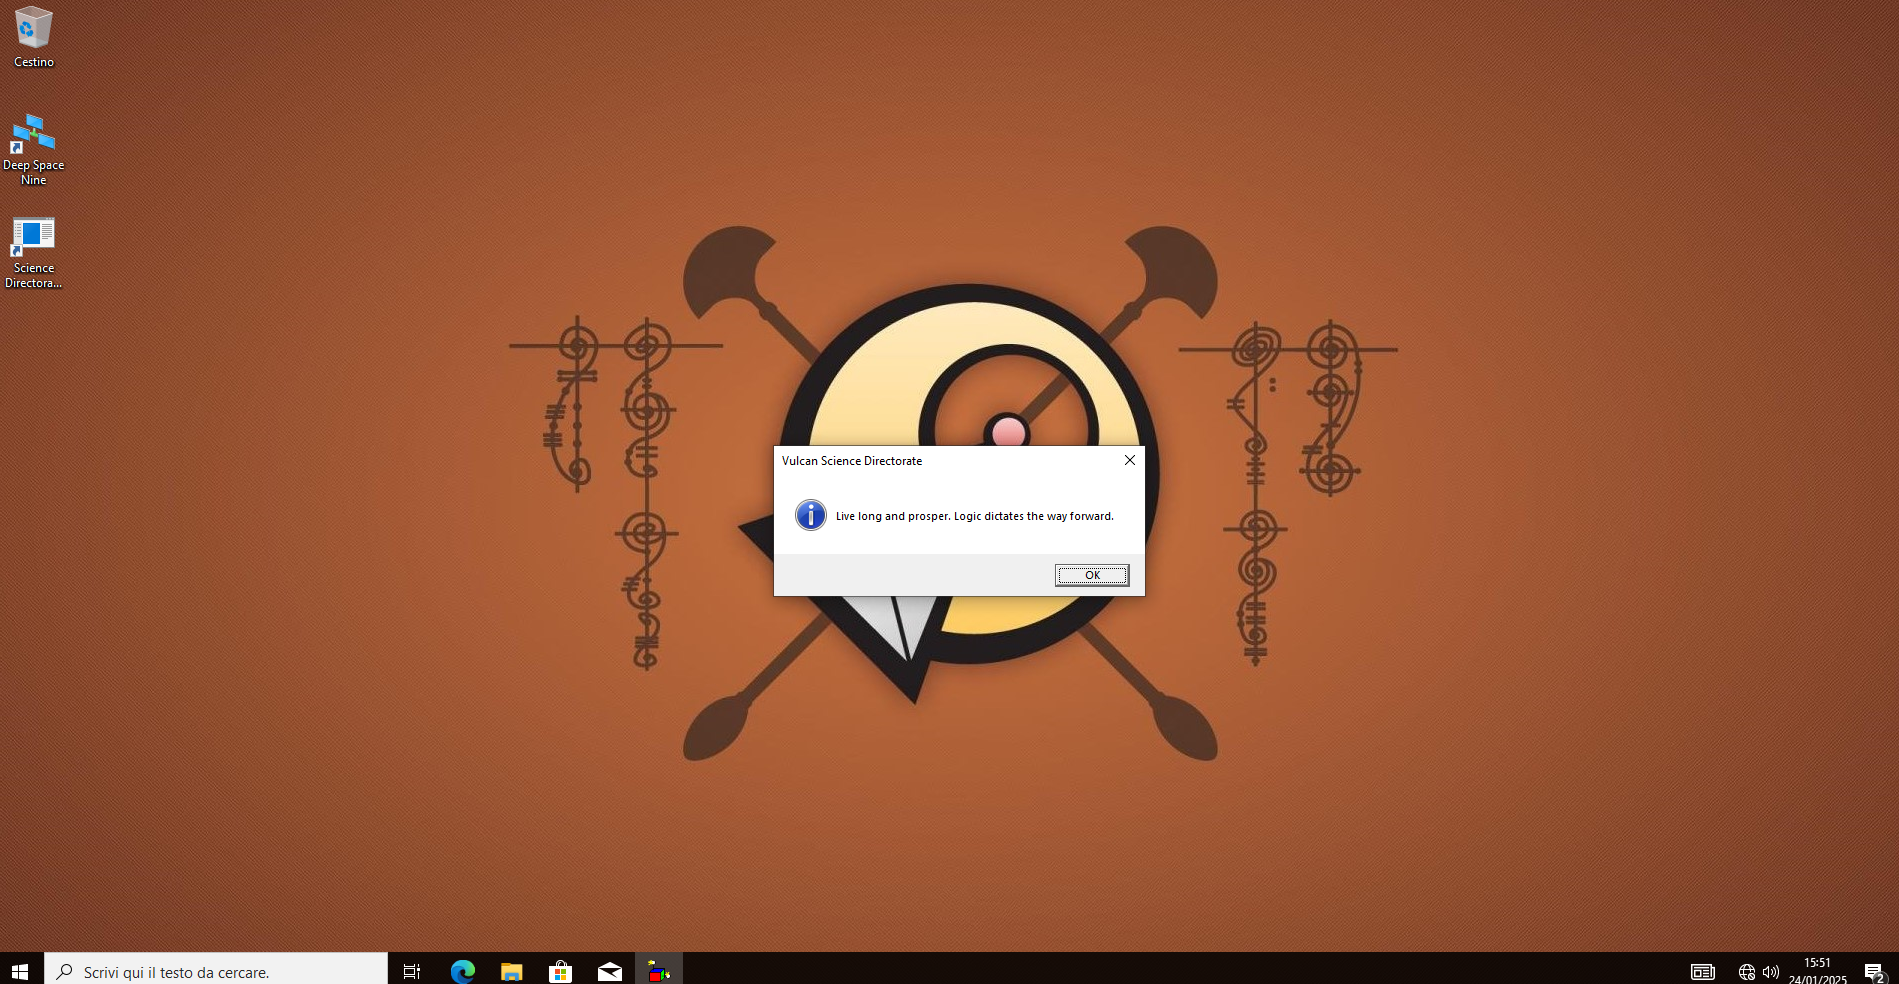 Cestino
Deep Space
Nine
Science
Directora...
Vulcan Science Directorate
Live long and prosper. Logic dictates the way forward.
OK
Scrivi qui il testo da cercare.
15:51
24/01/2025
2